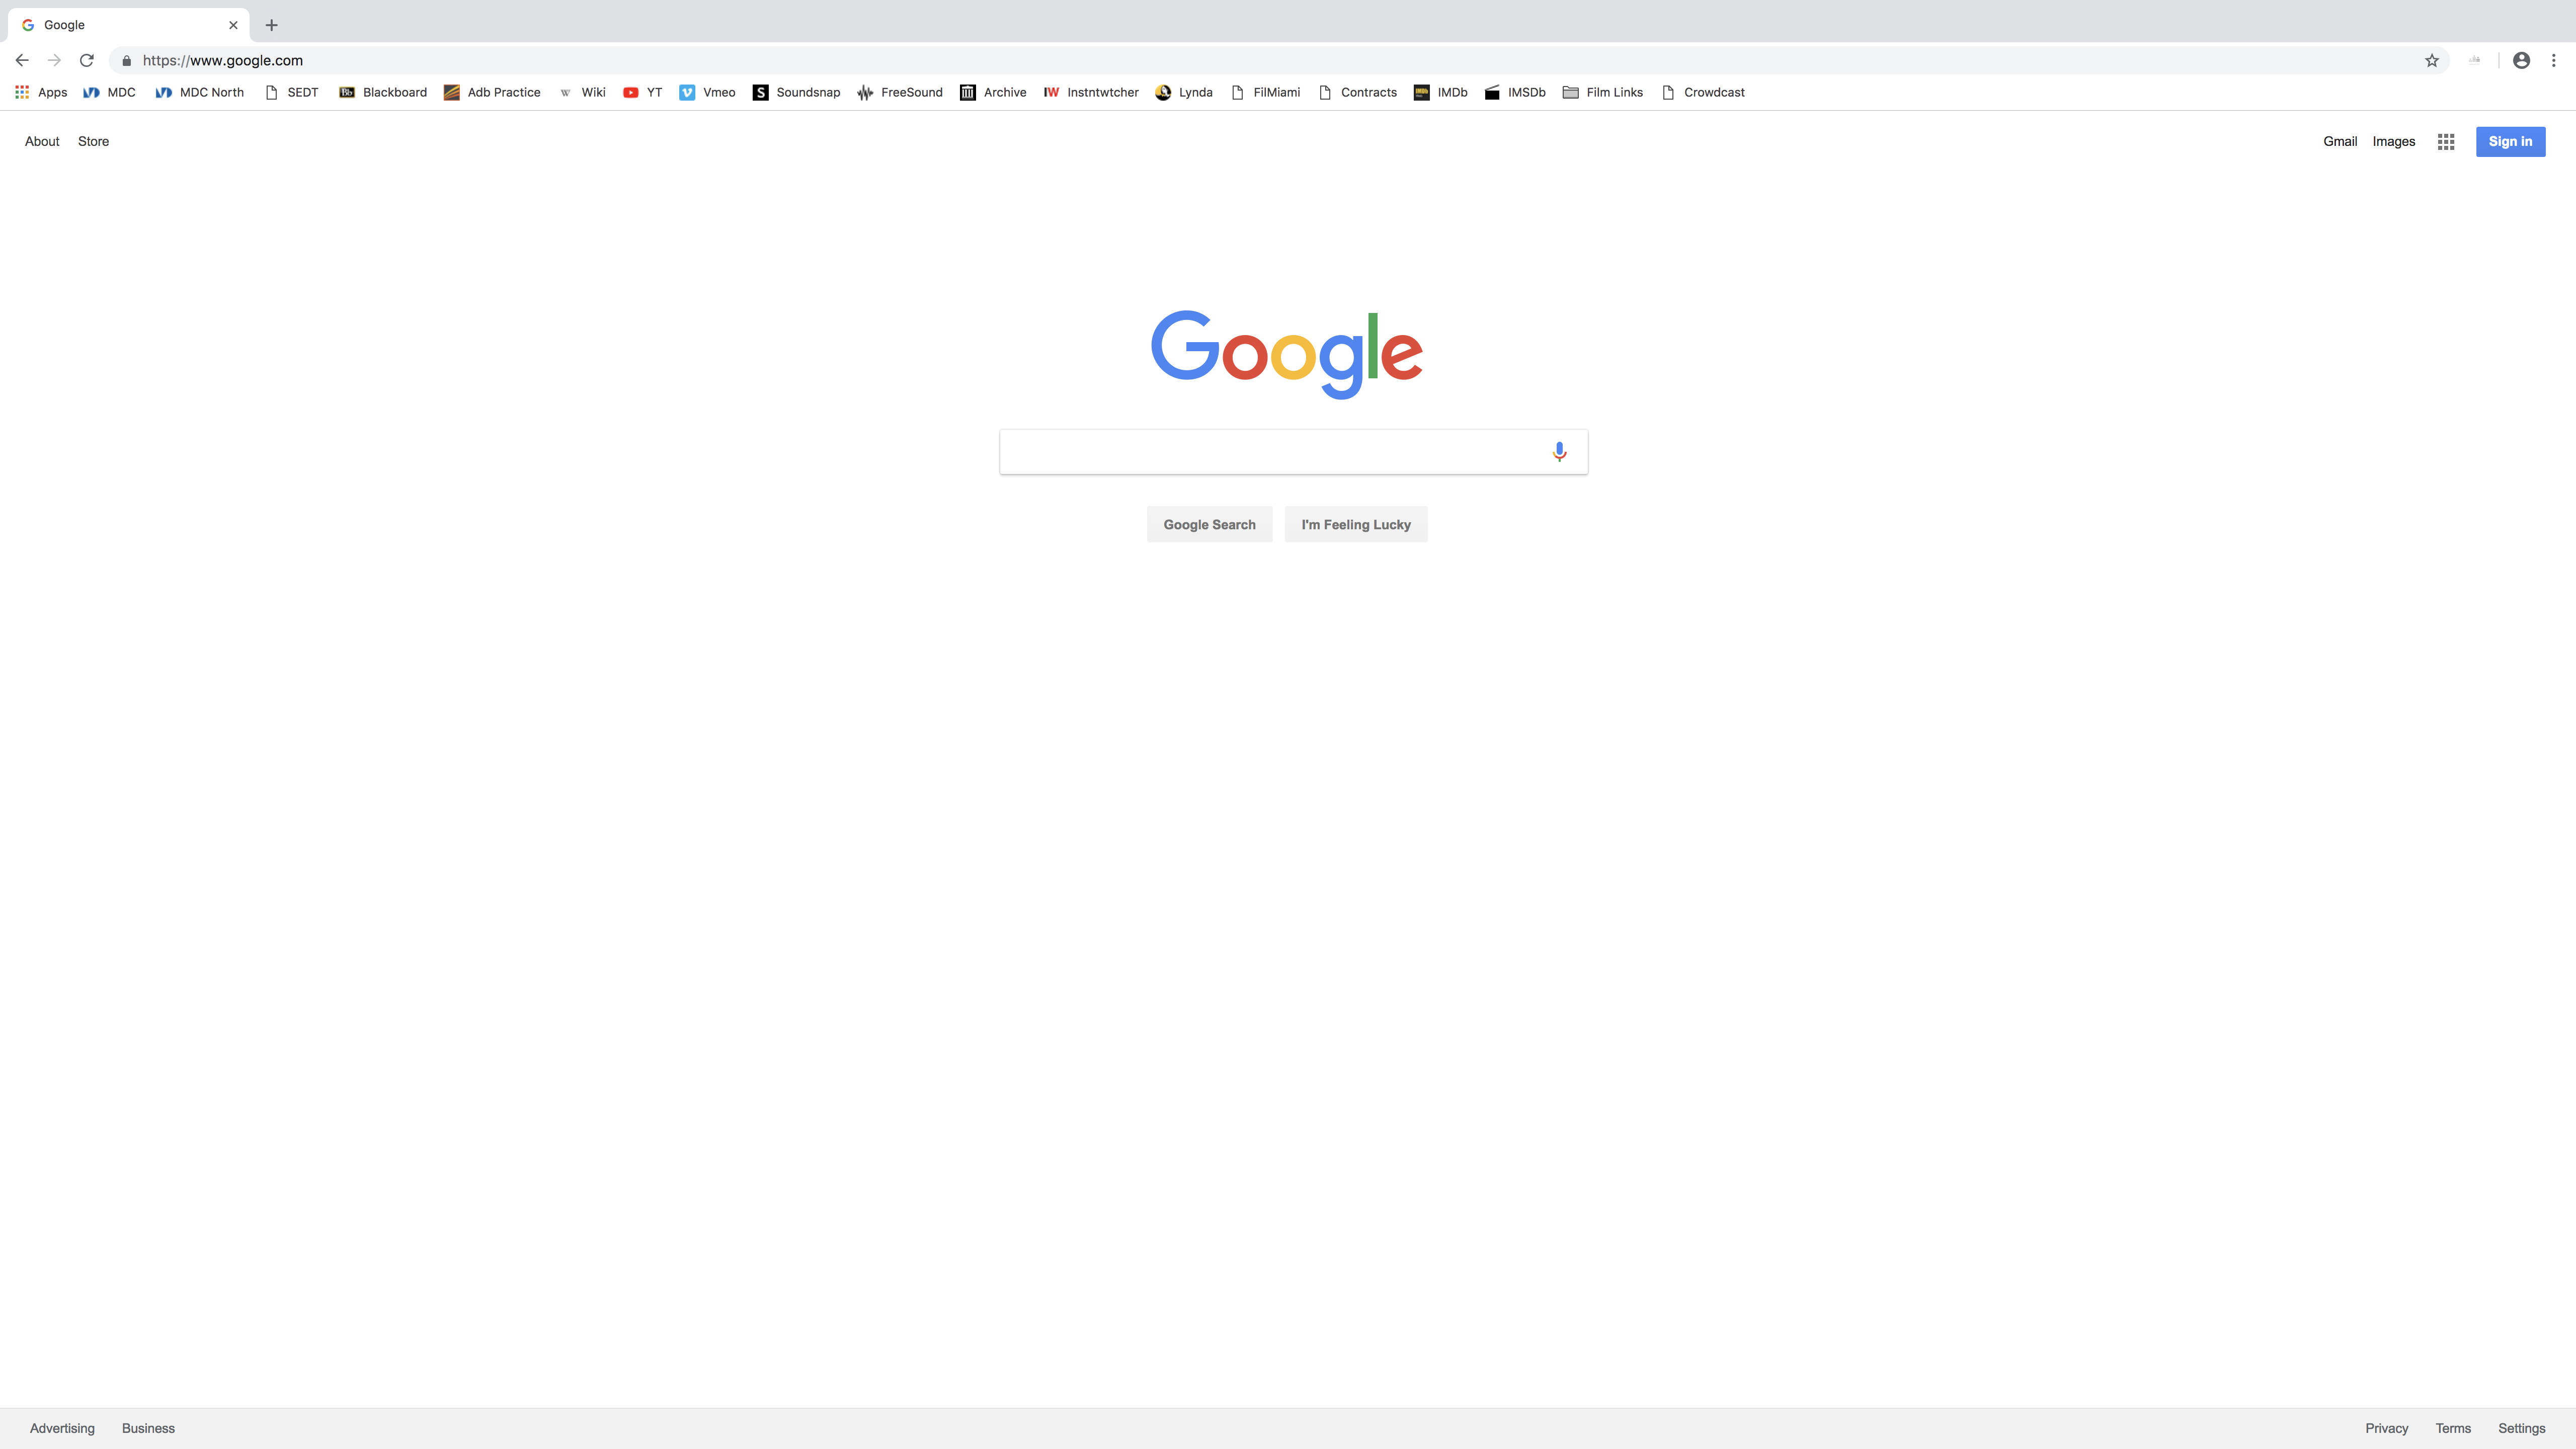 Google
https://www.google.com
Apps MDC MDC North SEDT Blackboard Adb Practice Wiki YT Vmeo Soundsnap FreeSound Archive Instntwtcher Lynda FilMiami Contracts IMDb IMSDb Film Links Crowdcast
About Store Gmail Images Sign in
Google
Google Search I'm Feeling Lucky
Advertising Business Privacy Terms Settings